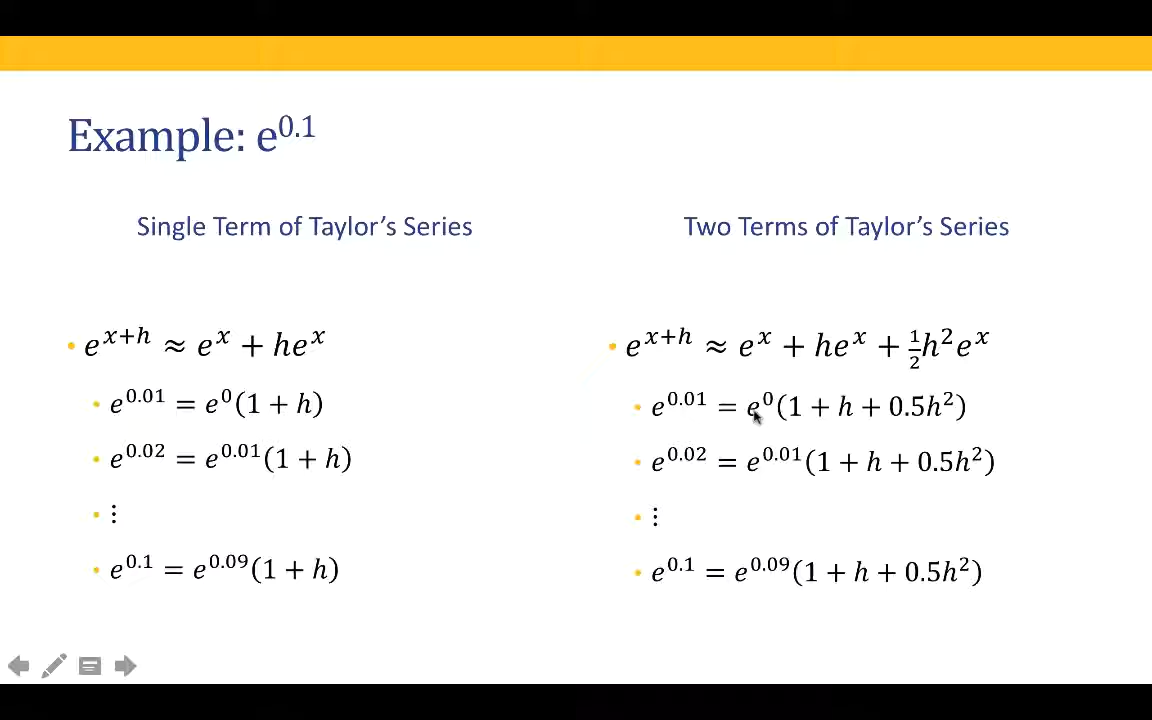 Example: e^0.1
Single Term of Taylor's Series
• e^{x+h} ≈ e^x + he^x
• e^{0.01} = e^0(1 + h)
• e^{0.02} = e^{0.01}(1 + h)
• ⋮
• e^{0.1} = e^{0.09}(1 + h)
Two Terms of Taylor's Series
• e^{x+h} ≈ e^x + he^x + ½h^2e^x
• e^{0.01} = e^0(1 + h + 0.5h^2)
• e^{0.02} = e^{0.01}(1 + h + 0.5h^2)
• ⋮
• e^{0.1} = e^{0.09}(1 + h + 0.5h^2)